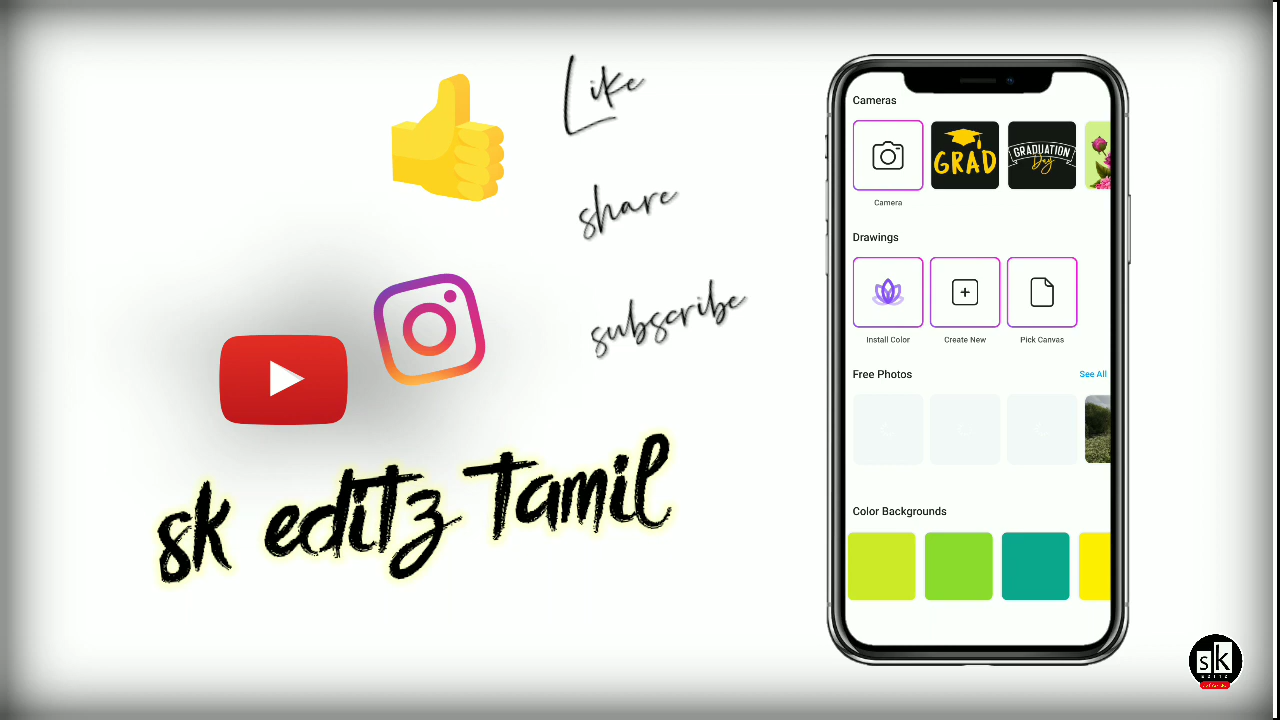 Like
share
subscribe
sk editz Tamil
Cameras
GRAD
GRADUATION
Day
Camera
Drawings
Install Color
Create New
Pick Canvas
Free Photos
See All
Color Backgrounds
sk
EDITZ